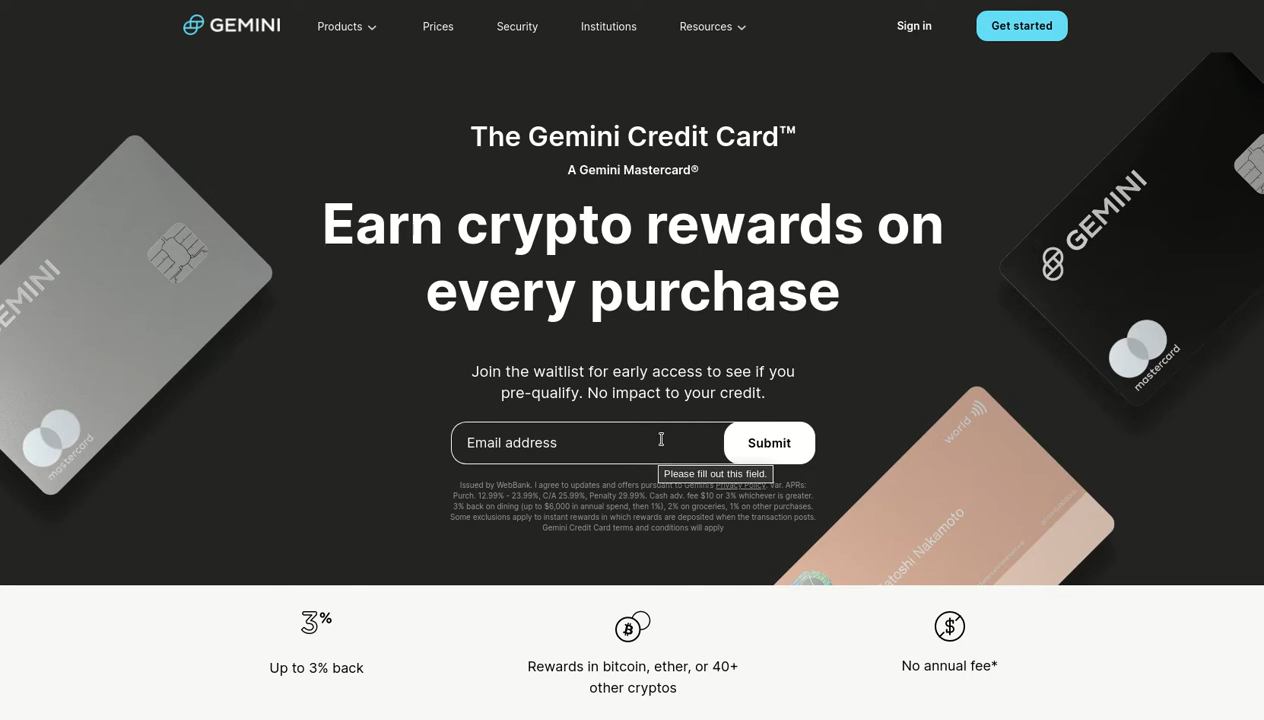 GEMINI
Products
Prices
Security
Institutions
Resources
Sign in
Get started
The Gemini Credit Card™
A Gemini Mastercard®
Earn crypto rewards on
every purchase
Join the waitlist for early access to see if you
pre-qualify. No impact to your credit.
Email address
Submit
Please fill out this field.
Issued by WebBank. I agree to updates and offers pursuant to Gemini's Privacy Policy. Var. APRs:
Purch. 12.99% - 23.99%, C/A 25.99%, Penalty 29.99%. Cash adv. fee $10 or 3% whichever is greater.
3% back on dining (up to $6,000 in annual spend, then 1%), 2% on groceries, 1% on other purchases.
Some exclusions apply to instant rewards in which rewards are deposited when the transaction posts.
Gemini Credit Card terms and conditions will apply
EMINI
mastercard
GEMINI
mastercard
world
atoshi Nakamoto
3%
Up to 3% back
Rewards in bitcoin, ether, or 40+
other cryptos
$
No annual fee*